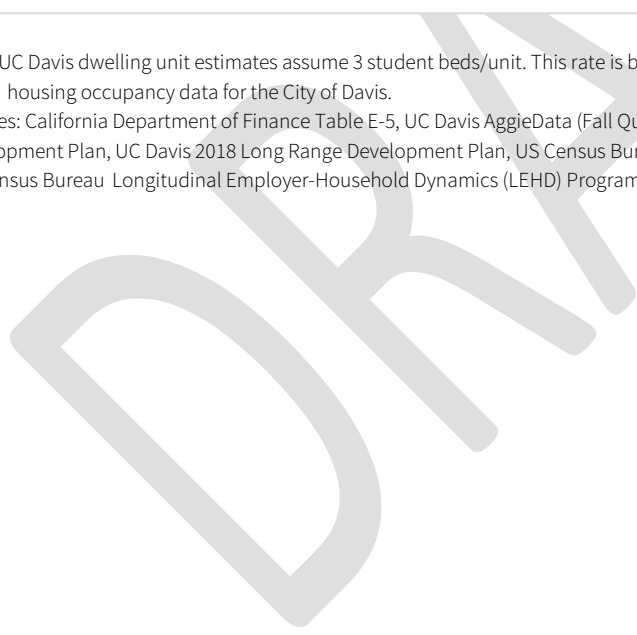 UC Davis dwelling unit estimates assume 3 student beds/unit. This rate is b
housing occupancy data for the City of Davis.
es: California Department of Finance Table E-5, UC Davis AggieData (Fall Qu
opment Plan, UC Davis 2018 Long Range Development Plan, US Census Bur
nsus Bureau Longitudinal Employer-Household Dynamics (LEHD) Program
DRA